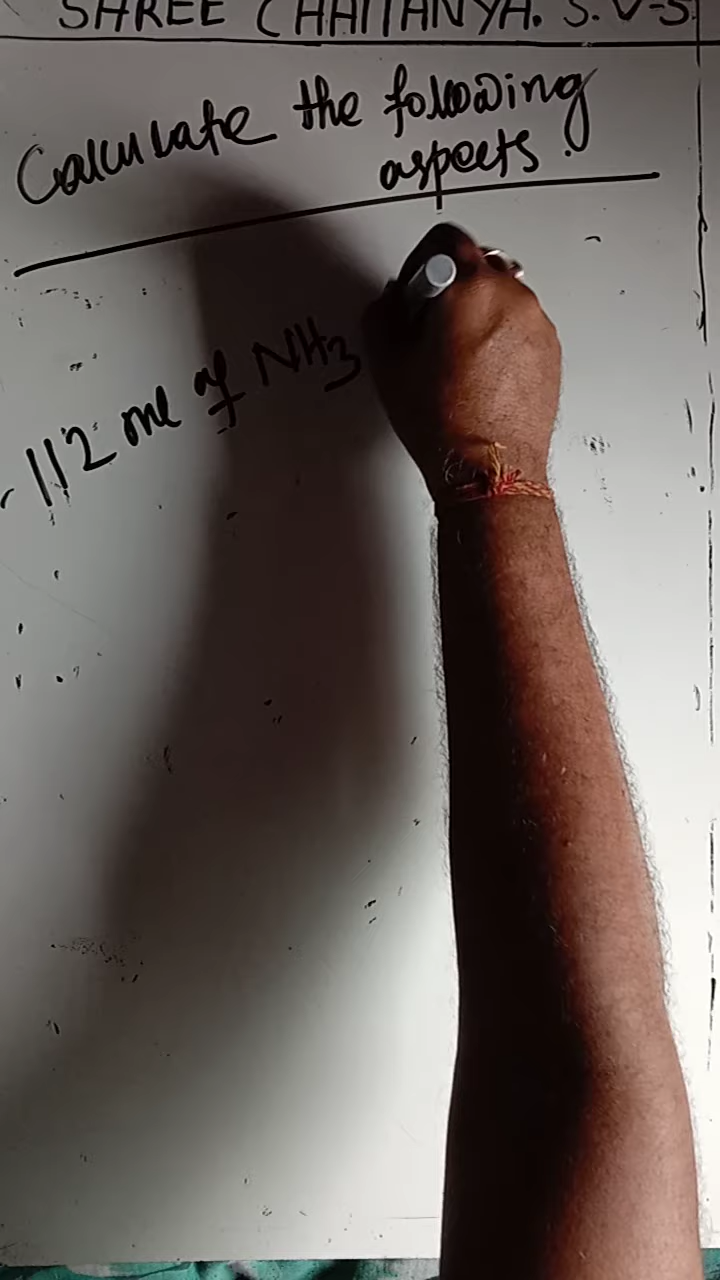 SHREE CHAITANYA. S. V-S.
Calculate the following
aspects.
112 ml of NH3